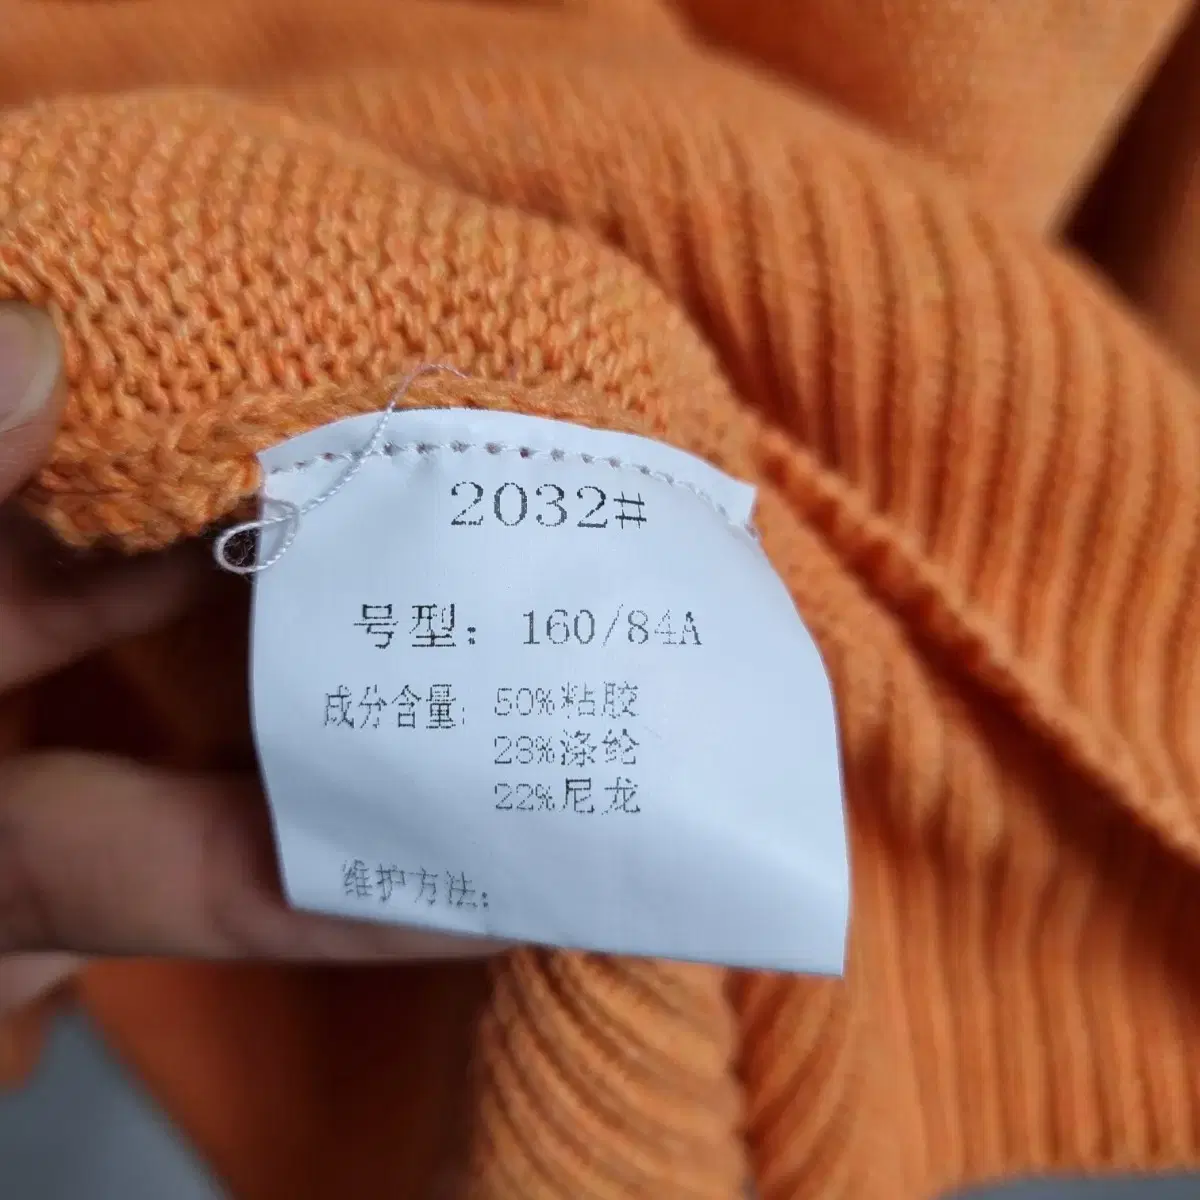 2032#
号型: 160/84A
成分含量: 50%粘胶
28%涤纶
22%尼龙
维护方法: